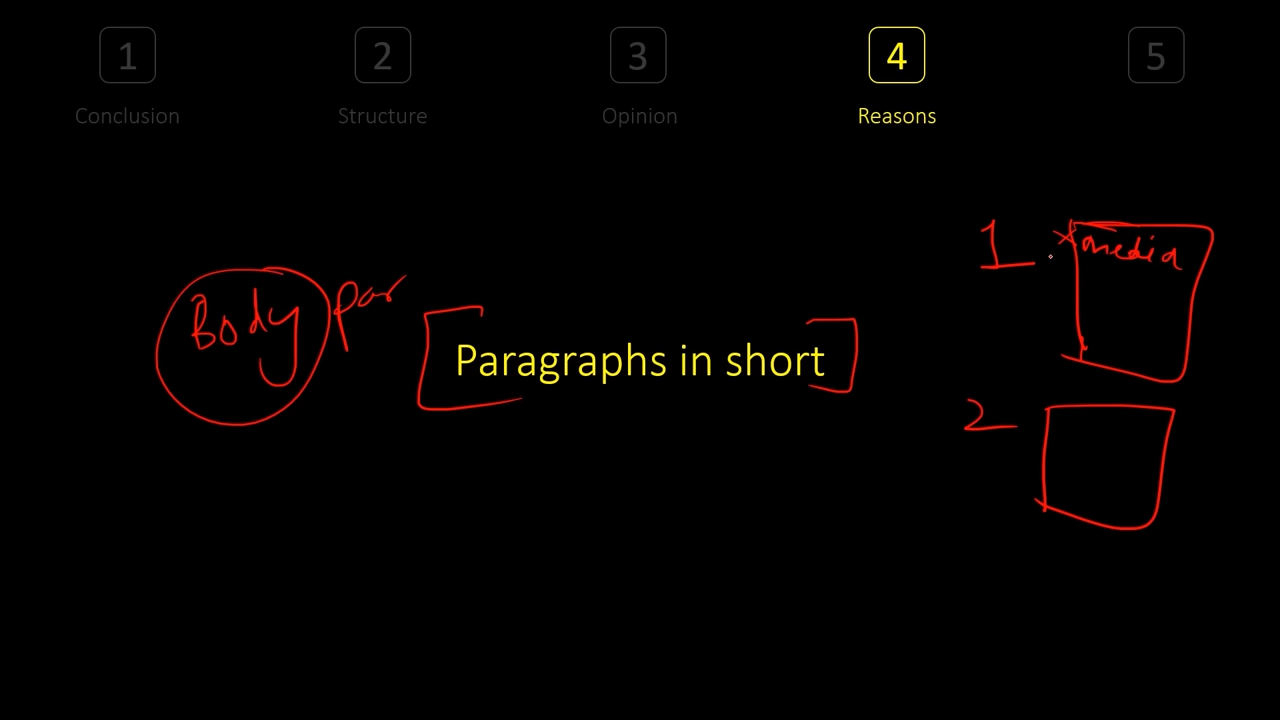 1 2 3 4 5
Conclusion Structure Opinion Reasons
1 media
Body par
Paragraphs in short
2